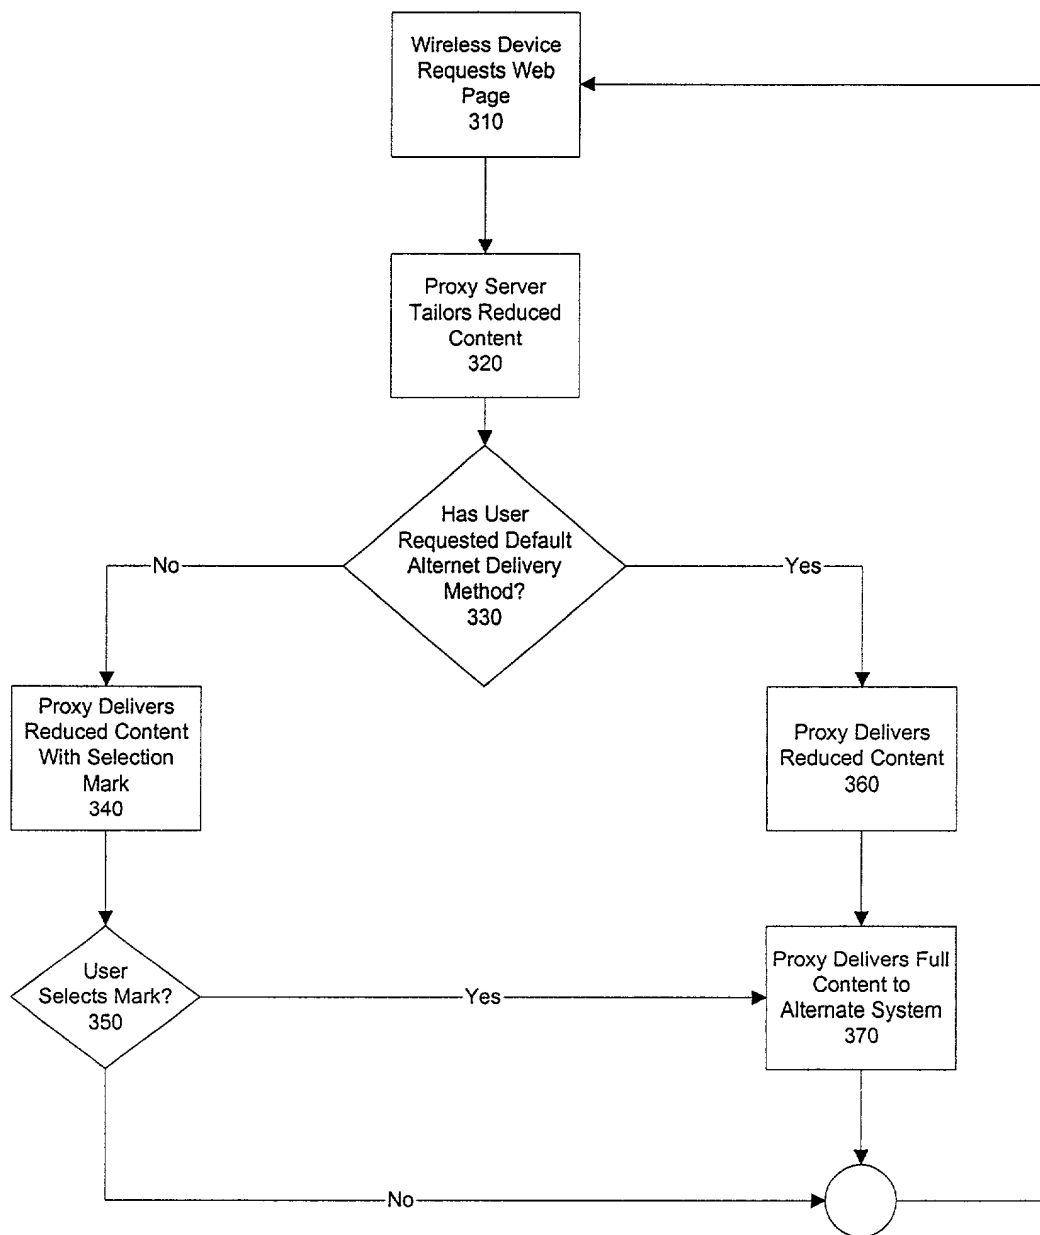 Wireless Device
Requests Web
Page
310
Proxy Server
Tailors Reduced
Content
320
Has User
Requested Default
Alternet Delivery
Method?
330
No
Yes
Proxy Delivers
Reduced Content
With Selection
Mark
340
Proxy Delivers
Reduced Content
360
User
Selects Mark?
350
Yes
Proxy Delivers Full
Content to
Alternate System
370
No